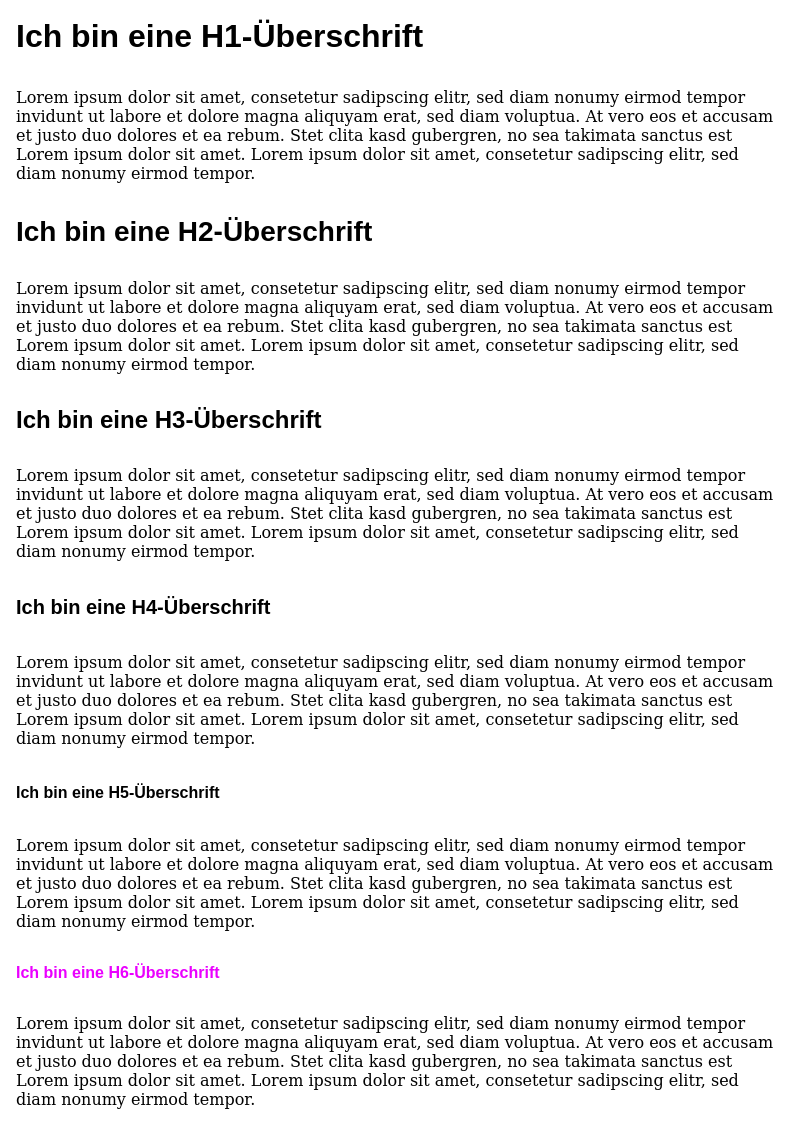 Ich bin eine H1-Überschrift
Lorem ipsum dolor sit amet, consetetur sadipscing elitr, sed diam nonumy eirmod tempor
invidunt ut labore et dolore magna aliquyam erat, sed diam voluptua. At vero eos et accusam
et justo duo dolores et ea rebum. Stet clita kasd gubergren, no sea takimata sanctus est
Lorem ipsum dolor sit amet. Lorem ipsum dolor sit amet, consetetur sadipscing elitr, sed
diam nonumy eirmod tempor.
Ich bin eine H2-Überschrift
Lorem ipsum dolor sit amet, consetetur sadipscing elitr, sed diam nonumy eirmod tempor
invidunt ut labore et dolore magna aliquyam erat, sed diam voluptua. At vero eos et accusam
et justo duo dolores et ea rebum. Stet clita kasd gubergren, no sea takimata sanctus est
Lorem ipsum dolor sit amet. Lorem ipsum dolor sit amet, consetetur sadipscing elitr, sed
diam nonumy eirmod tempor.
Ich bin eine H3-Überschrift
Lorem ipsum dolor sit amet, consetetur sadipscing elitr, sed diam nonumy eirmod tempor
invidunt ut labore et dolore magna aliquyam erat, sed diam voluptua. At vero eos et accusam
et justo duo dolores et ea rebum. Stet clita kasd gubergren, no sea takimata sanctus est
Lorem ipsum dolor sit amet. Lorem ipsum dolor sit amet, consetetur sadipscing elitr, sed
diam nonumy eirmod tempor.
Ich bin eine H4-Überschrift
Lorem ipsum dolor sit amet, consetetur sadipscing elitr, sed diam nonumy eirmod tempor
invidunt ut labore et dolore magna aliquyam erat, sed diam voluptua. At vero eos et accusam
et justo duo dolores et ea rebum. Stet clita kasd gubergren, no sea takimata sanctus est
Lorem ipsum dolor sit amet. Lorem ipsum dolor sit amet, consetetur sadipscing elitr, sed
diam nonumy eirmod tempor.
Ich bin eine H5-Überschrift
Lorem ipsum dolor sit amet, consetetur sadipscing elitr, sed diam nonumy eirmod tempor
invidunt ut labore et dolore magna aliquyam erat, sed diam voluptua. At vero eos et accusam
et justo duo dolores et ea rebum. Stet clita kasd gubergren, no sea takimata sanctus est
Lorem ipsum dolor sit amet. Lorem ipsum dolor sit amet, consetetur sadipscing elitr, sed
diam nonumy eirmod tempor.
Ich bin eine H6-Überschrift
Lorem ipsum dolor sit amet, consetetur sadipscing elitr, sed diam nonumy eirmod tempor
invidunt ut labore et dolore magna aliquyam erat, sed diam voluptua. At vero eos et accusam
et justo duo dolores et ea rebum. Stet clita kasd gubergren, no sea takimata sanctus est
Lorem ipsum dolor sit amet. Lorem ipsum dolor sit amet, consetetur sadipscing elitr, sed
diam nonumy eirmod tempor.